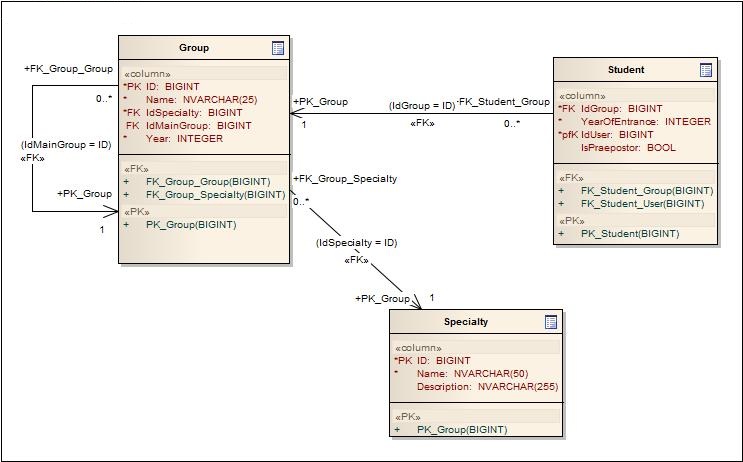 Group
«column»
*PK ID: BIGINT
* Name: NVARCHAR(25)
*FK IdSpecialty: BIGINT
FK IdMainGroup: BIGINT
* Year: INTEGER
«FK»
+ FK_Group_Group(BIGINT)
+ FK_Group_Specialty(BIGINT)
«PK»
+ PK_Group(BIGINT)
+FK_Group_Group
0..*
(IdMainGroup = ID)
«FK»
+PK_Group
1
+PK_Group
1
(IdGroup = ID)
«FK»
+FK_Student_Group
0..*
Student
«column»
*FK IdGroup: BIGINT
* YearOfEntrance: INTEGER
*pfK IdUser: BIGINT
IsPraepostor: BOOL
«FK»
+ FK_Student_Group(BIGINT)
+ FK_Student_User(BIGINT)
«PK»
+ PK_Student(BIGINT)
+FK_Group_Specialty
0..*
(IdSpecialty = ID)
«FK»
+PK_Group
1
Specialty
«column»
*PK ID: BIGINT
* Name: NVARCHAR(50)
Description: NVARCHAR(255)
«PK»
+ PK_Group(BIGINT)